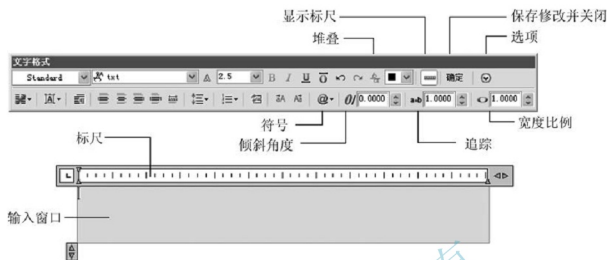 显示标尺 保存修改并关闭
堆叠 选项
文字格式
Standard txt A 2.5 B I U O 确定
@ 0/ 0.0000 a•b 1.0000 1.0000
符号 宽度比例
标尺 倾斜角度 追踪
L
输入窗口